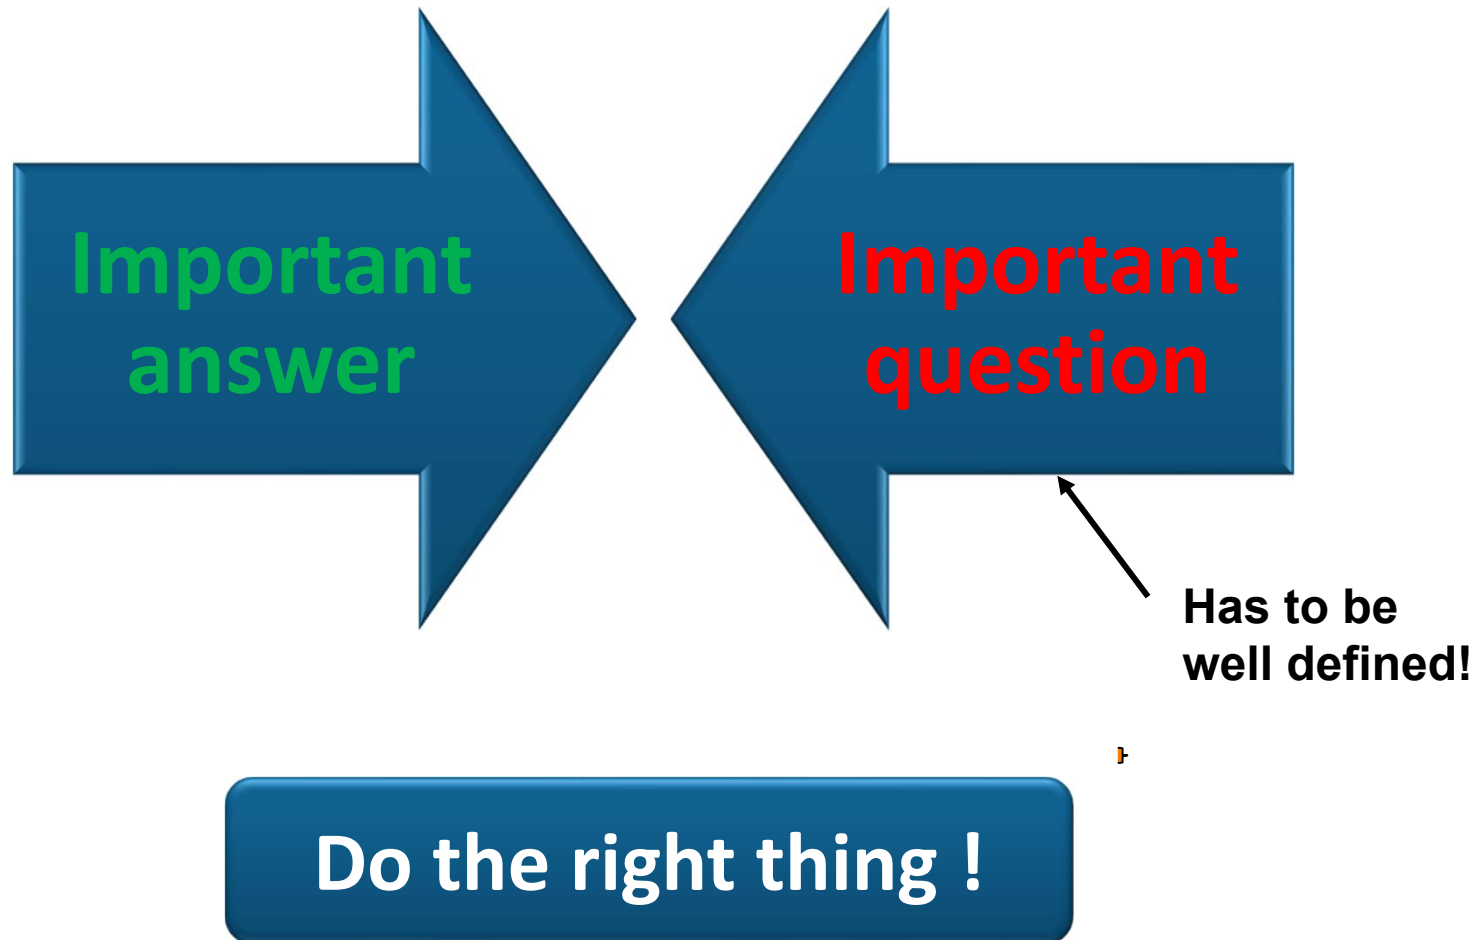 Important
answer
Important
question
Has to be
well defined!
Do the right thing !